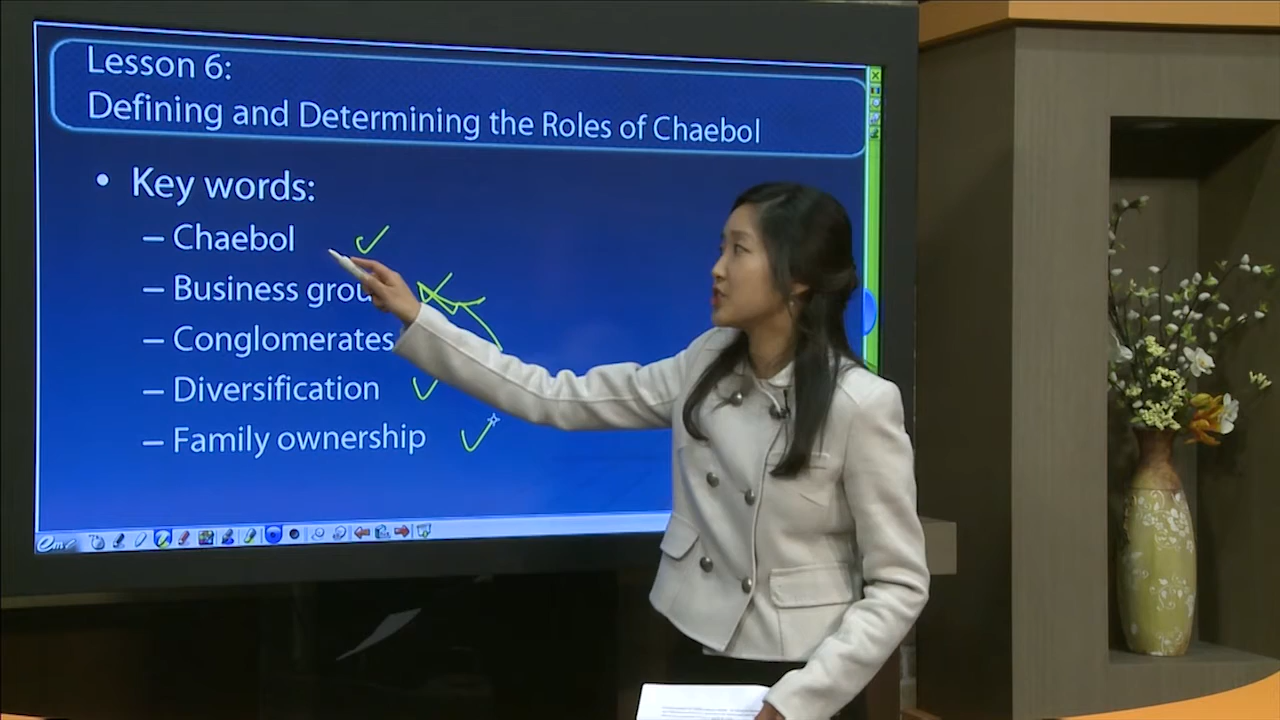 Lesson 6:
Defining and Determining the Roles of Chaebol
• Key words:
– Chaebol
– Business grou
– Conglomerates
– Diversification
– Family ownership